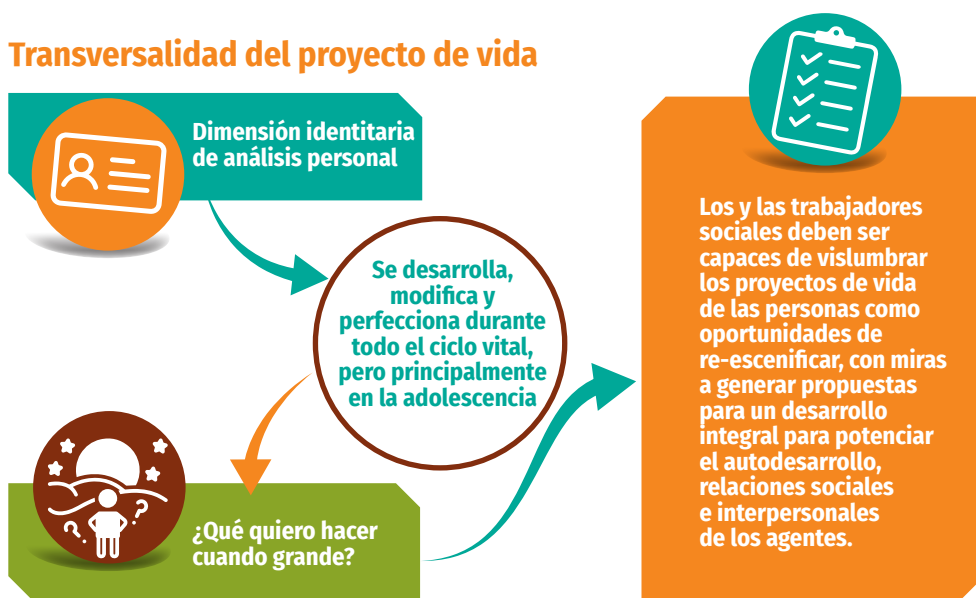 Transversalidad del proyecto de vida
Dimensión identitaria
de análisis personal
Se desarrolla,
modifica y
perfecciona durante
todo el ciclo vital,
pero principalmente
en la adolescencia
¿Qué quiero hacer
cuando grande?
Los y las trabajadores
sociales deben ser
capaces de vislumbrar
los proyectos de vida
de las personas como
oportunidades de
re-escenificar, con miras
a generar propuestas
para un desarrollo
integral para potenciar
el autodesarrollo,
relaciones sociales
e interpersonales
de los agentes.